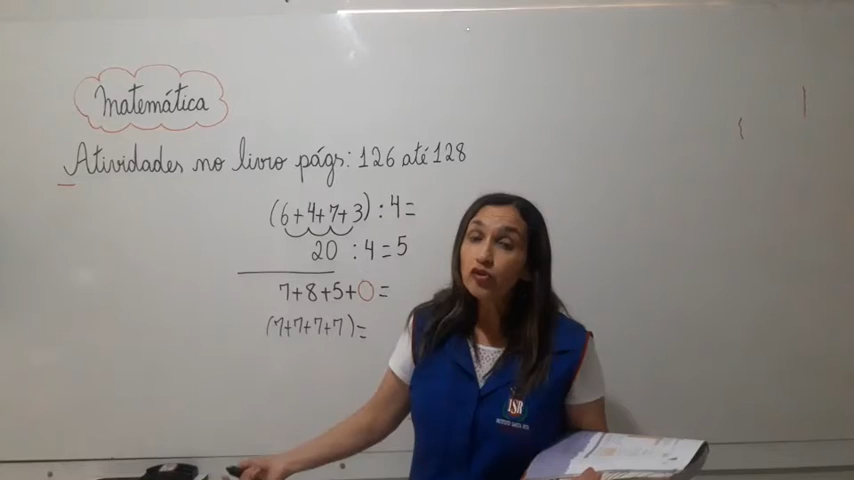 Matemática
Atividades no livro págs: 126 até 128
(6+4+7+3) : 4 =
20 : 4 = 5
7+8+5+0 =
(7+7+7+7) =
ISR